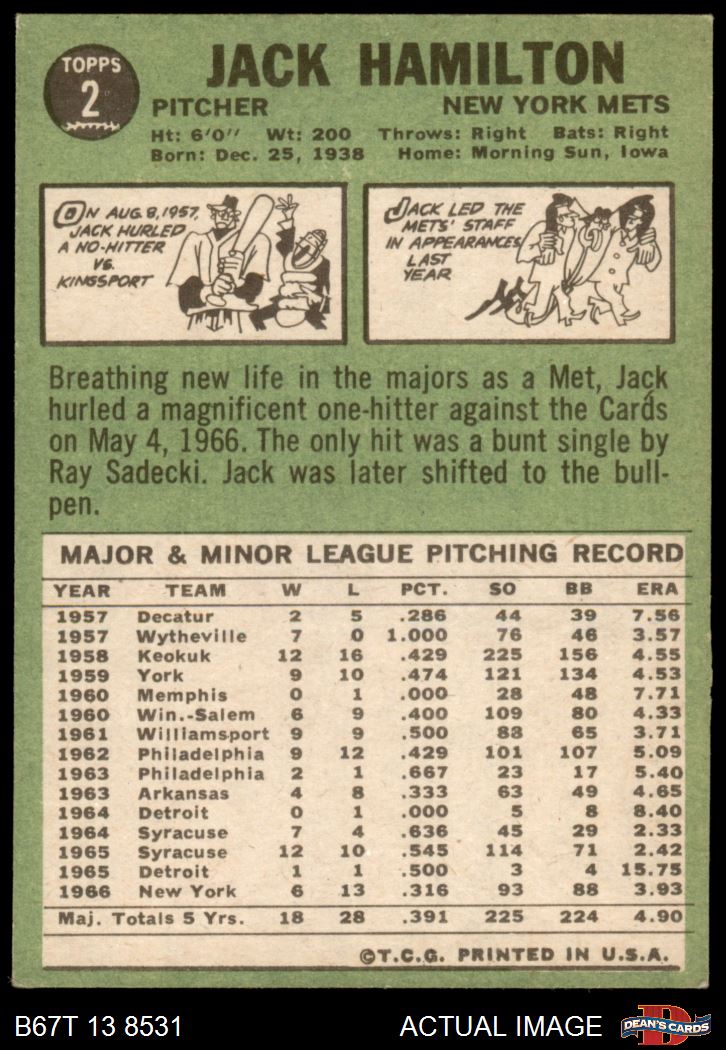 TOPPS
2
JACK HAMILTON
PITCHER NEW YORK METS
Ht: 6'0" Wt: 200 Throws: Right Bats: Right
Born: Dec. 25, 1938 Home: Morning Sun, Iowa
ON AUG. 8, 1957,
JACK HURLED
A NO-HITTER
VS.
KINGSPORT
JACK LED THE
METS' STAFF
IN APPEARANCES
LAST
YEAR
Breathing new life in the majors as a Met, Jack
hurled a magnificent one-hitter against the Cards
on May 4, 1966. The only hit was a bunt single by
Ray Sadecki. Jack was later shifted to the bull-
pen.
MAJOR & MINOR LEAGUE PITCHING RECORD
YEAR TEAM W L PCT. SO BB ERA
1957 Decatur 2 5 .286 44 39 7.56
1957 Wytheville 7 0 1.000 76 46 3.57
1958 Keokuk 12 16 .429 225 156 4.55
1959 York 9 10 .474 121 134 4.53
1960 Memphis 0 1 .000 28 48 7.71
1960 Win.-Salem 6 9 .400 109 80 4.33
1961 Williamsport 9 9 .500 88 65 3.71
1962 Philadelphia 9 12 .429 101 107 5.09
1963 Philadelphia 2 1 .667 23 17 5.40
1963 Arkansas 4 8 .333 63 49 4.65
1964 Detroit 0 1 .000 5 8 8.40
1964 Syracuse 7 4 .636 45 29 2.33
1965 Syracuse 12 10 .545 114 71 2.42
1965 Detroit 1 1 .500 3 4 15.75
1966 New York 6 13 .316 93 88 3.93
Maj. Totals 5 Yrs. 18 28 .391 225 224 4.90
©T.C.G. PRINTED IN U.S.A.
B67T 13 8531 ACTUAL IMAGE
D
DEAN'S CARDS